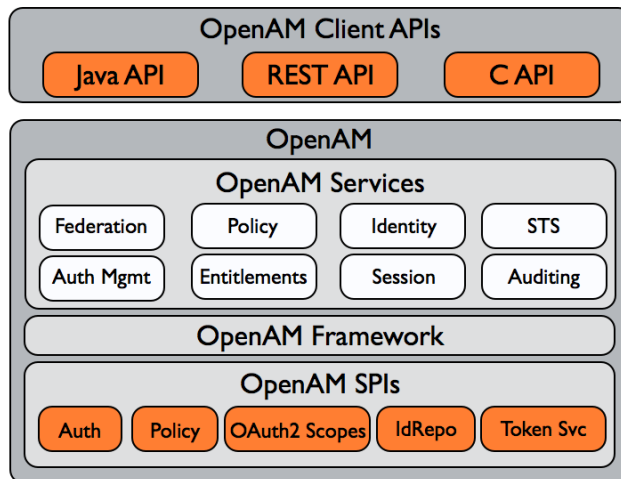 OpenAM Client APIs
Java API REST API C API
OpenAM
OpenAM Services
Federation Policy Identity STS
Auth Mgmt Entitlements Session Auditing
OpenAM Framework
OpenAM SPIs
Auth Policy OAuth2 Scopes IdRepo Token Svc